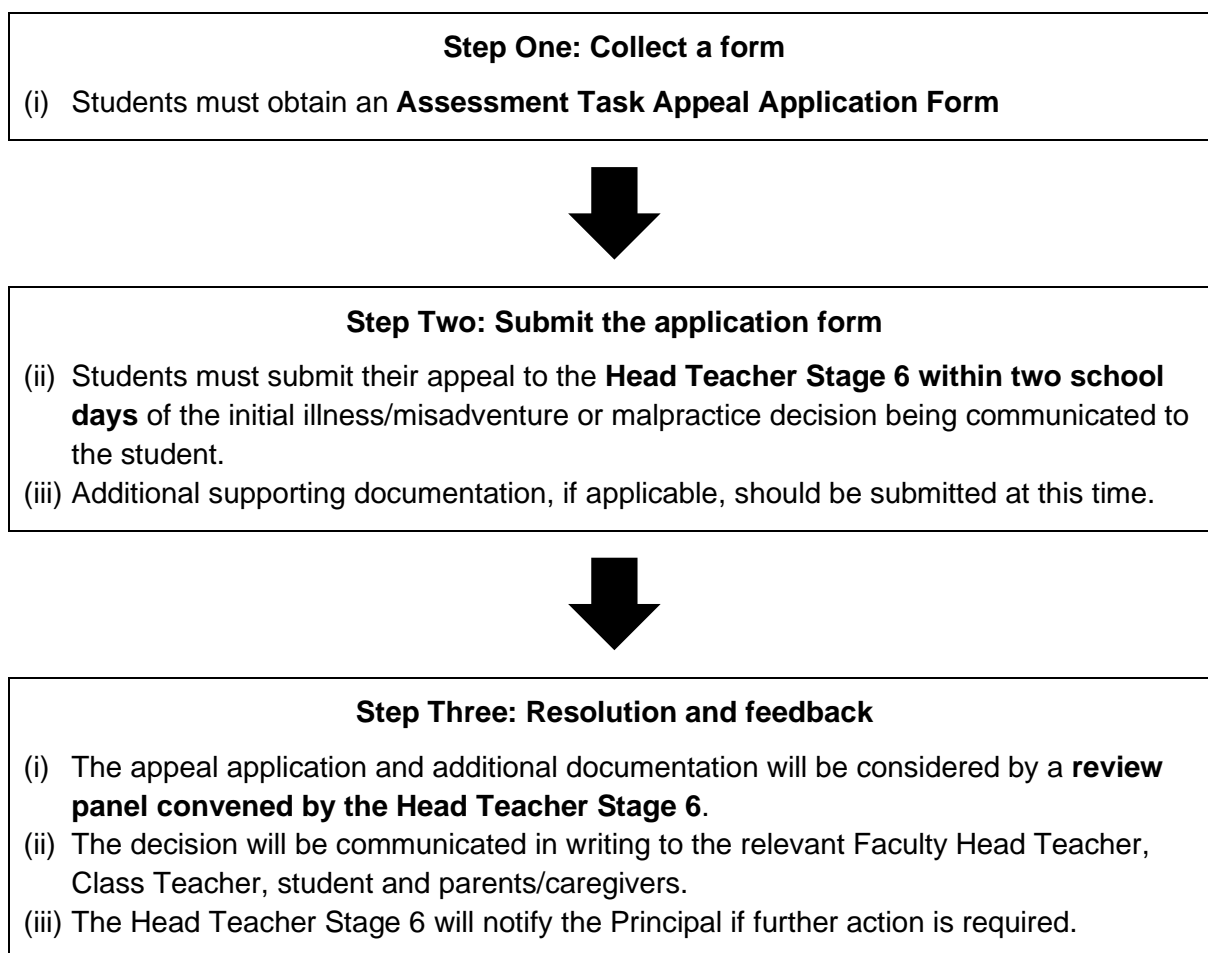 Step One: Collect a form
(i) Students must obtain an Assessment Task Appeal Application Form
Step Two: Submit the application form
(ii) Students must submit their appeal to the Head Teacher Stage 6 within two school
days of the initial illness/misadventure or malpractice decision being communicated to
the student.
(iii) Additional supporting documentation, if applicable, should be submitted at this time.
Step Three: Resolution and feedback
(i) The appeal application and additional documentation will be considered by a review
panel convened by the Head Teacher Stage 6.
(ii) The decision will be communicated in writing to the relevant Faculty Head Teacher,
Class Teacher, student and parents/caregivers.
(iii) The Head Teacher Stage 6 will notify the Principal if further action is required.